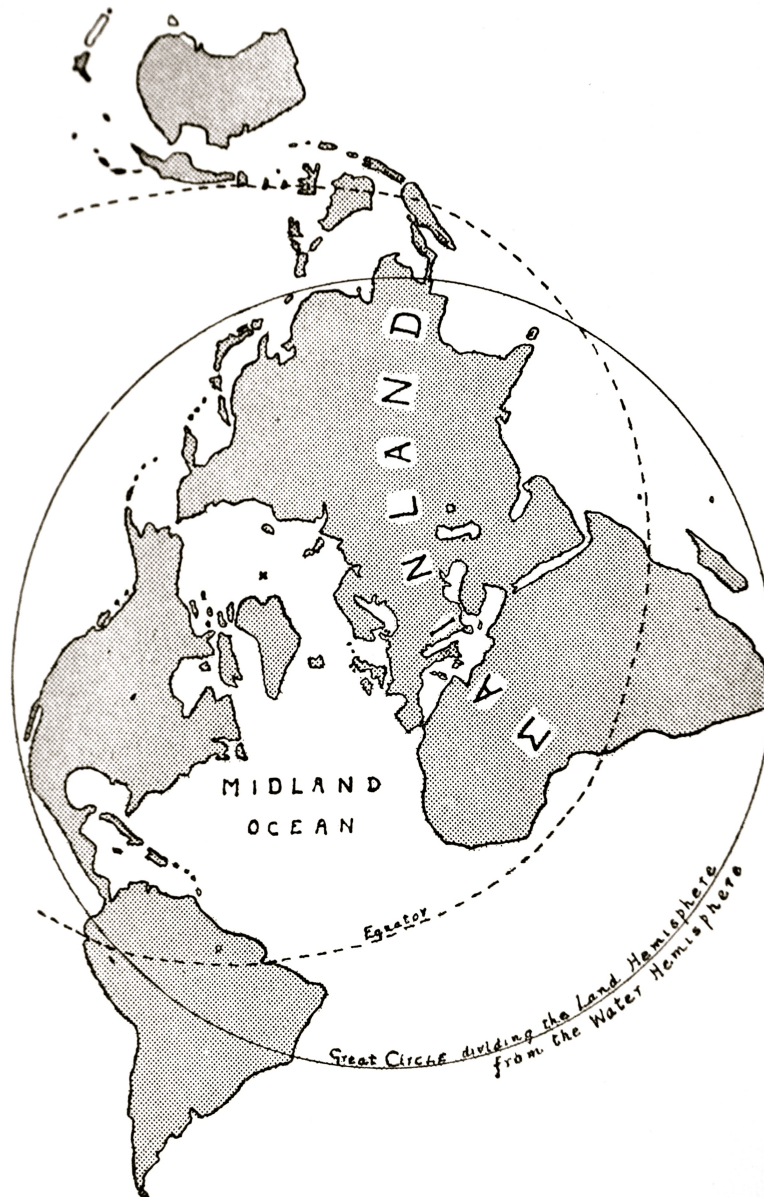 MAINLAND
MIDLAND
OCEAN
Equator
Great Circle dividing the Land Hemisphere
from the Water Hemisphere